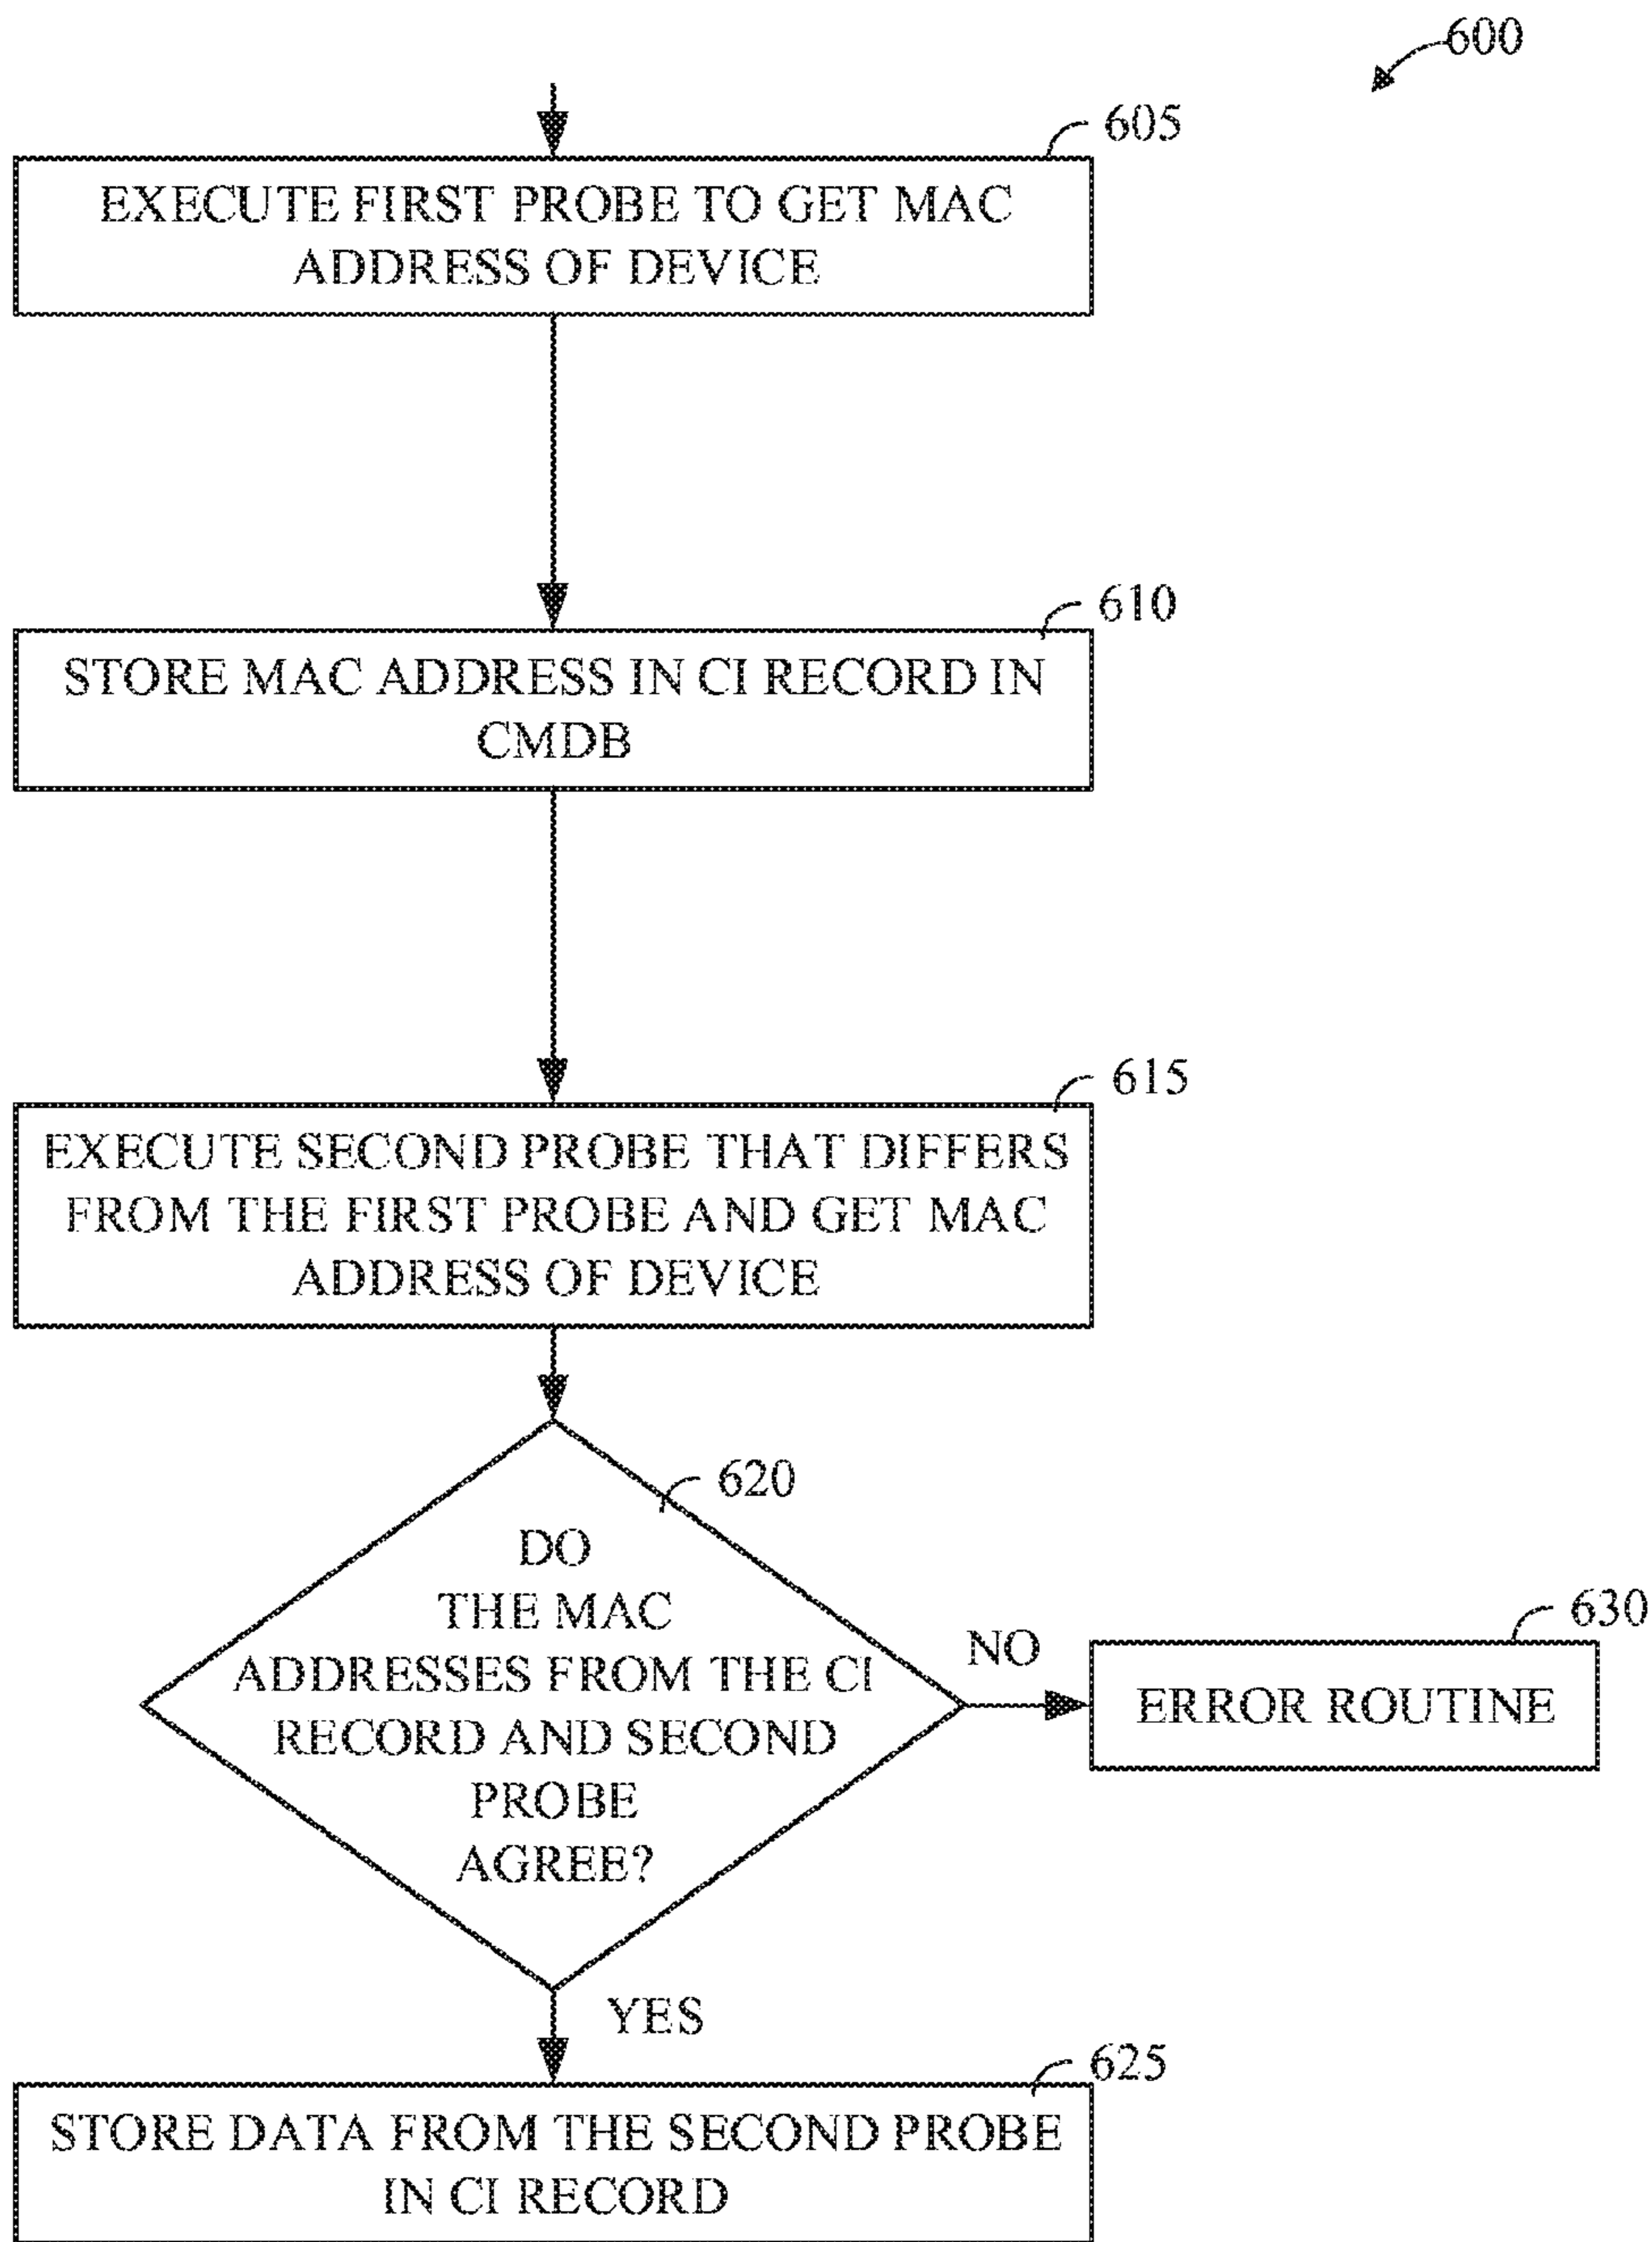 600
605
EXECUTE FIRST PROBE TO GET MAC
ADDRESS OF DEVICE
610
STORE MAC ADDRESS IN CI RECORD IN
CMDB
615
EXECUTE SECOND PROBE THAT DIFFERS
FROM THE FIRST PROBE AND GET MAC
ADDRESS OF DEVICE
620
DO
THE MAC
ADDRESSES FROM THE CI
RECORD AND SECOND
PROBE
AGREE?
NO
630
ERROR ROUTINE
YES
625
STORE DATA FROM THE SECOND PROBE
IN CI RECORD